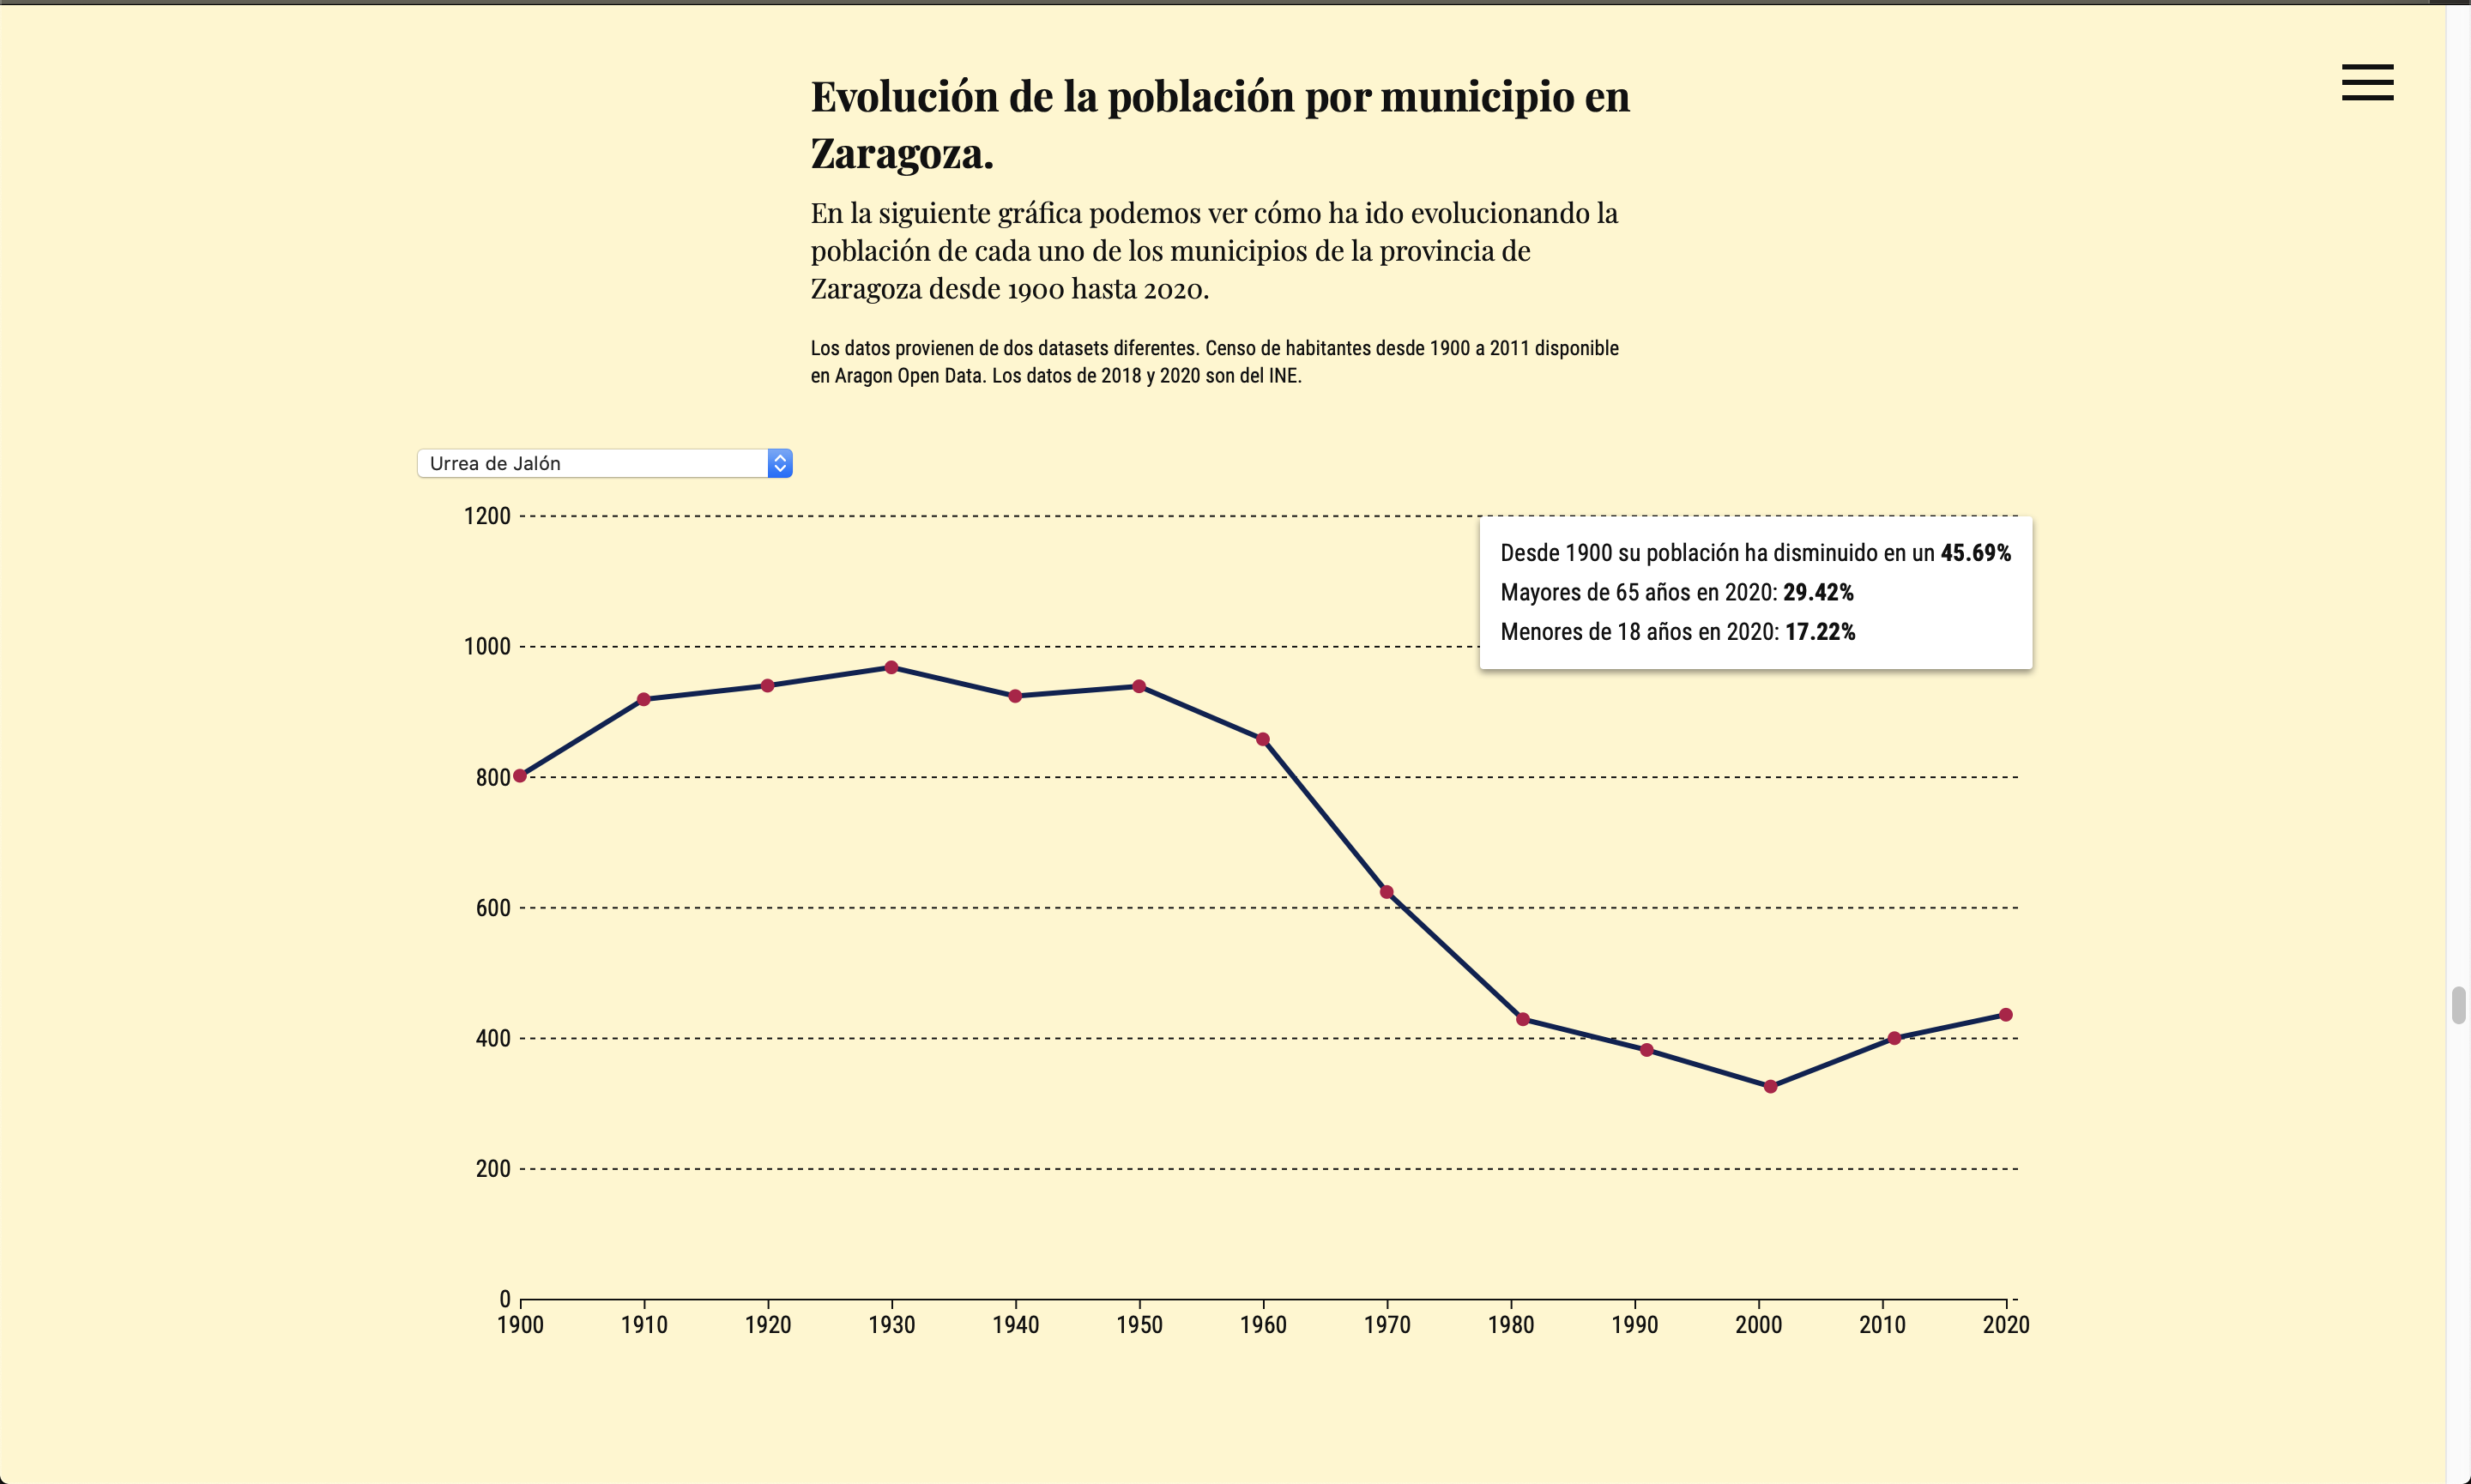 Evolución de la población por municipio en
Zaragoza.
En la siguiente gráfica podemos ver cómo ha ido evolucionando la
población de cada uno de los municipios de la provincia de
Zaragoza desde 1900 hasta 2020.
Los datos provienen de dos datasets diferentes. Censo de habitantes desde 1900 a 2011 disponible
en Aragon Open Data. Los datos de 2018 y 2020 son del INE.
Urrea de Jalón
1200
Desde 1900 su población ha disminuido en un 45.69%
Mayores de 65 años en 2020: 29.42%
Menores de 18 años en 2020: 17.22%
1000
800
600
400
200
0
1900 1910 1920 1930 1940 1950 1960 1970 1980 1990 2000 2010 2020